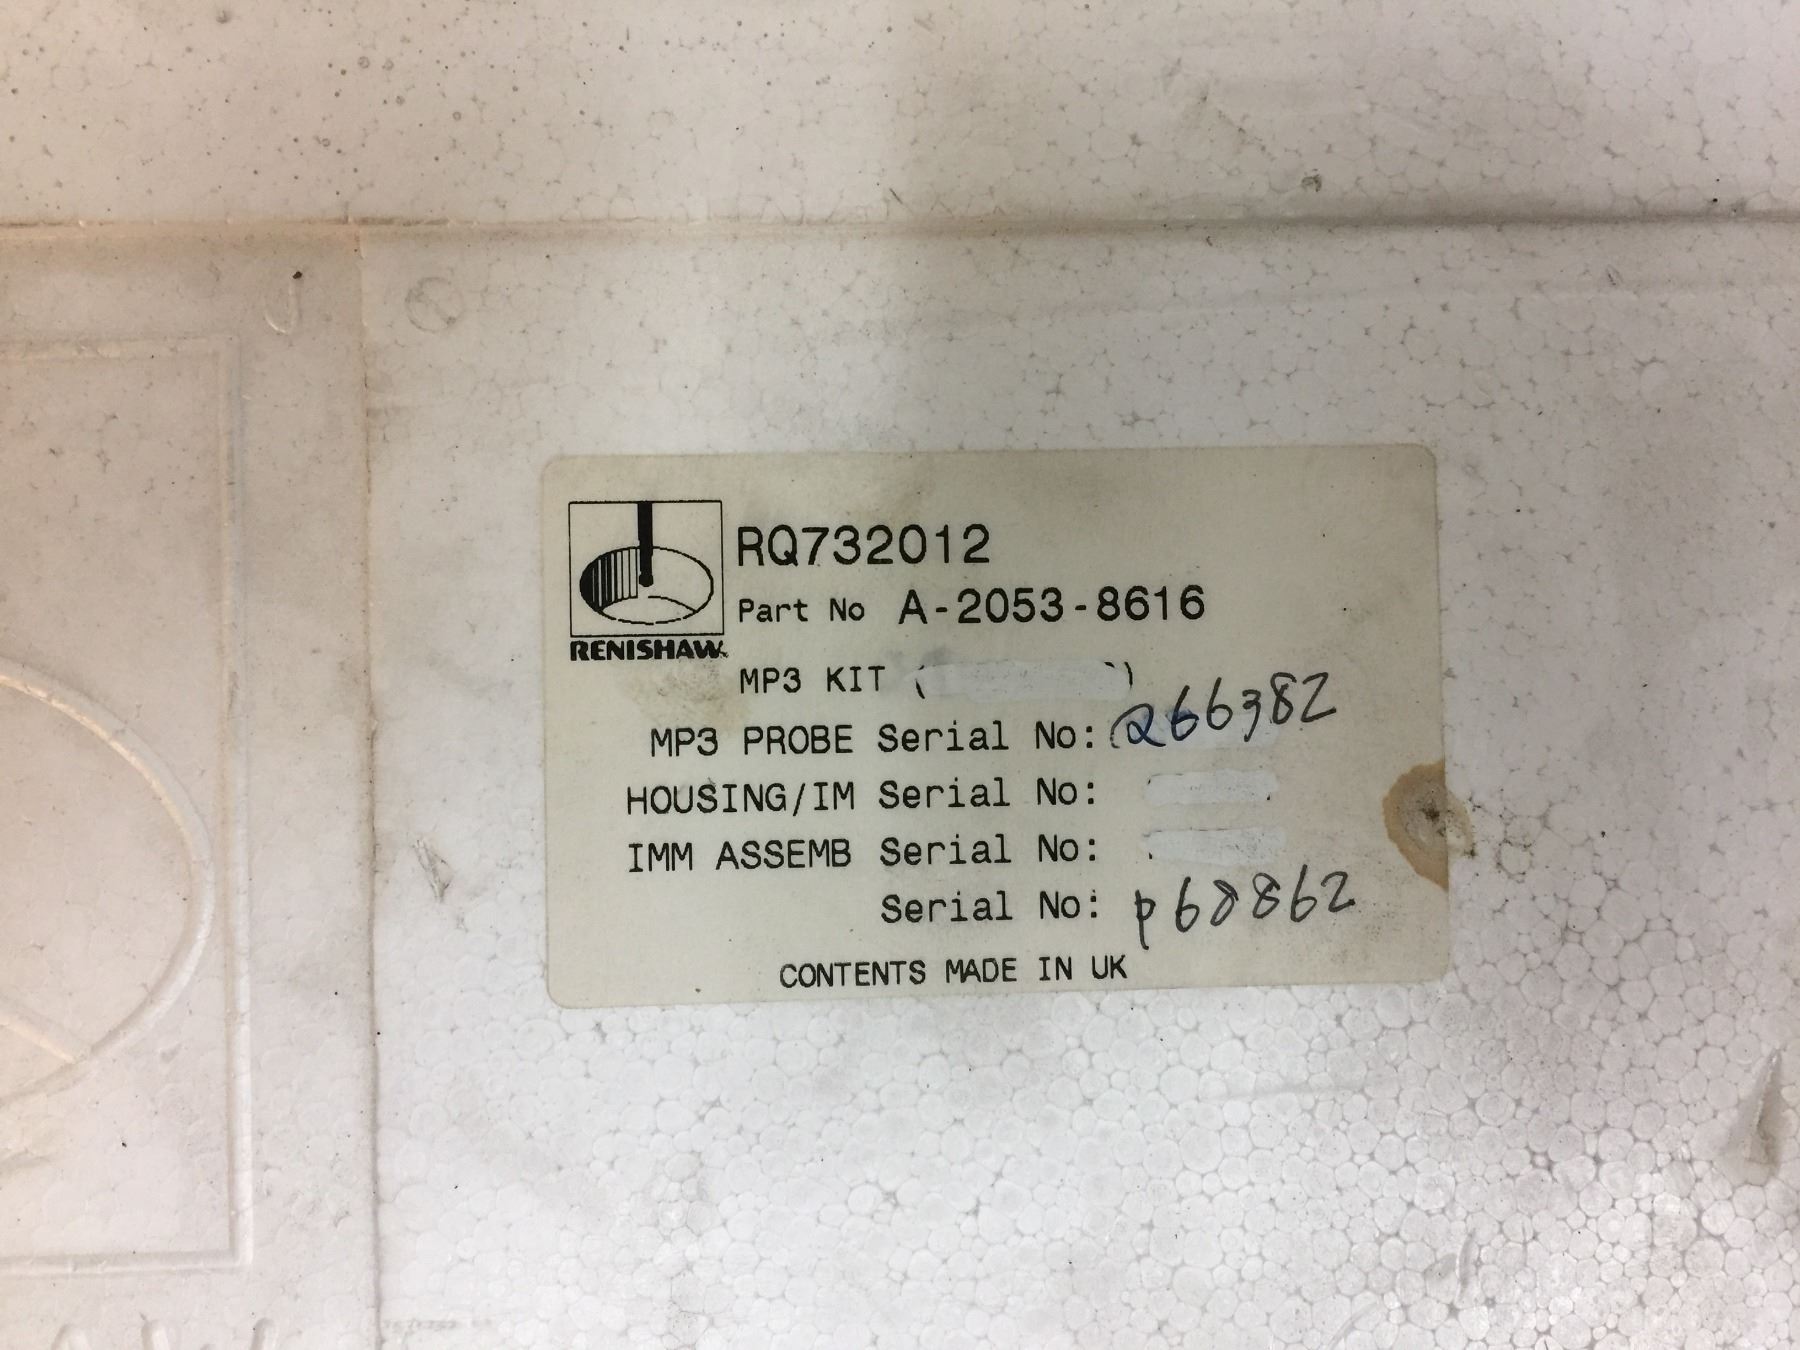 RQ732012
Part No A-2053-8616
RENISHAW
MP3 KIT ( )
MP3 PROBE Serial No: 266382
HOUSING/IM Serial No:
IMM ASSEMB Serial No:
Serial No: p68862
CONTENTS MADE IN UK